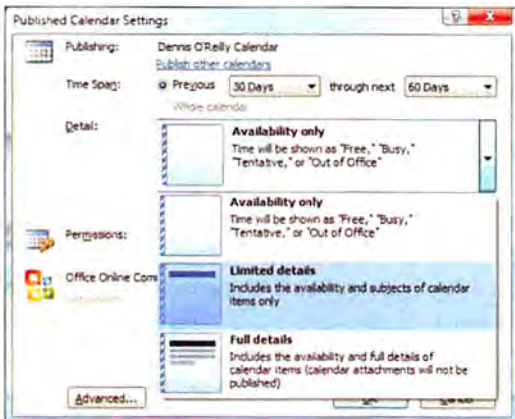 Published Calendar Settings
Publishing: Dennis O'Reilly Calendar
Publish other calendars
Time Span: Previous 30 Days through next 60 Days
Whole calendar
Detail:
Availability only
Time will be shown as "Free," "Busy,"
"Tentative," or "Out of Office"
Availability only
Time will be shown as "Free," "Busy,"
"Tentative," or "Out of Office"
Permissions:
Office Online
Limited details
Includes the availability and subjects of calendar
items only
Full details
Includes the availability and full details of
calendar items (calendar attachments will not be
published)
Advanced...